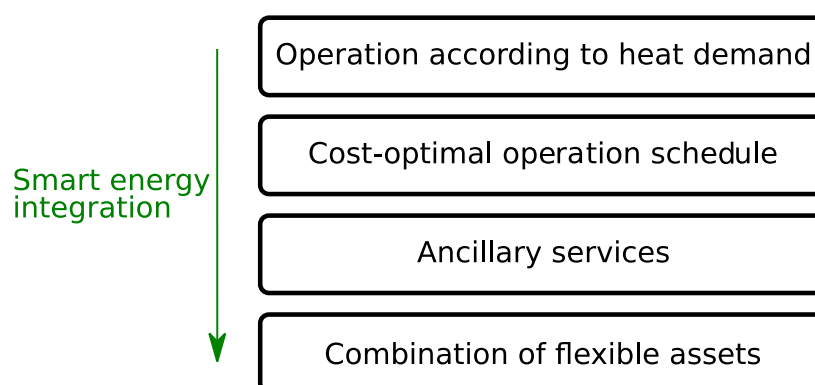 Operation according to heat demand
Cost-optimal operation schedule
Smart energy
integration
Ancillary services
Combination of flexible assets